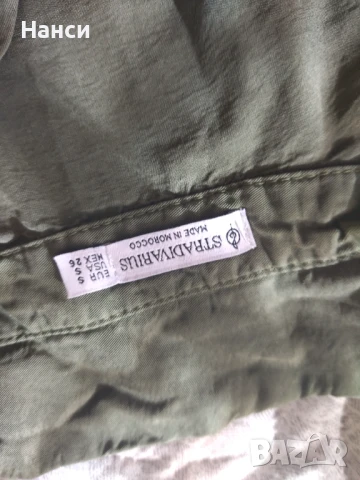 Нанси
STRADIVARIUS
MADE IN MOROCCO
EUR S
USA S
MEX 26
BAZAR